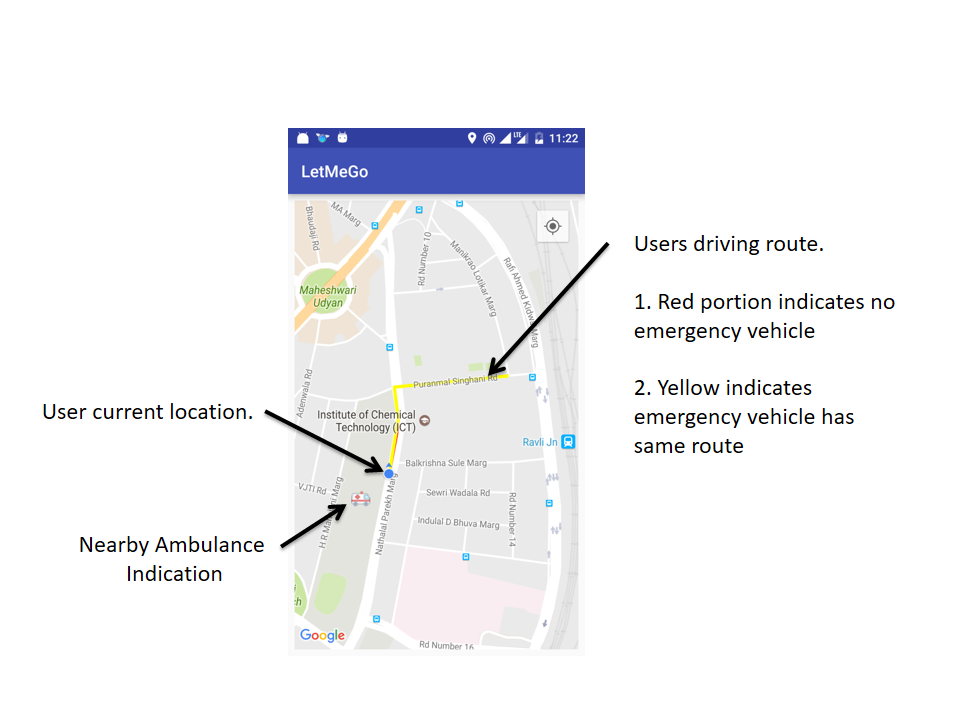 LTE
11:22
LetMeGo
MA Marg
Bhaudaji Rd
Rd Number 10
Manikrao Lotikar Marg
Rafi Ahmed Kidwai Marg
Maheshwari
Udyan
Users driving route.
1. Red portion indicates no
emergency vehicle
2. Yellow indicates
emergency vehicle has
same route
Puranmal Singhani Rd
Adenwala Rd
User current location.
Institute of Chemical
Technology (ICT)
Ravli Jn
Balkrishna Sule Marg
VJTI Rd
Sewri Wadala Rd
Rd Number 14
Indulal D Bhuva Marg
Nathalal Parekh Marg
Nearby Ambulance
Indication
Google
Rd Number 16